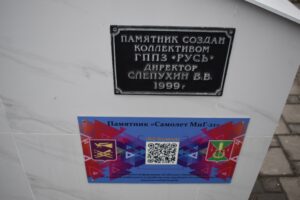 ПАМЯТНИК СОЗДАН
КОЛЛЕКТИВОМ
ГППЗ "РУСЬ"
ДИРЕКТОР
СЛЕПУХИН В.В.
1999г
Памятник «Самолет МиГ-21»